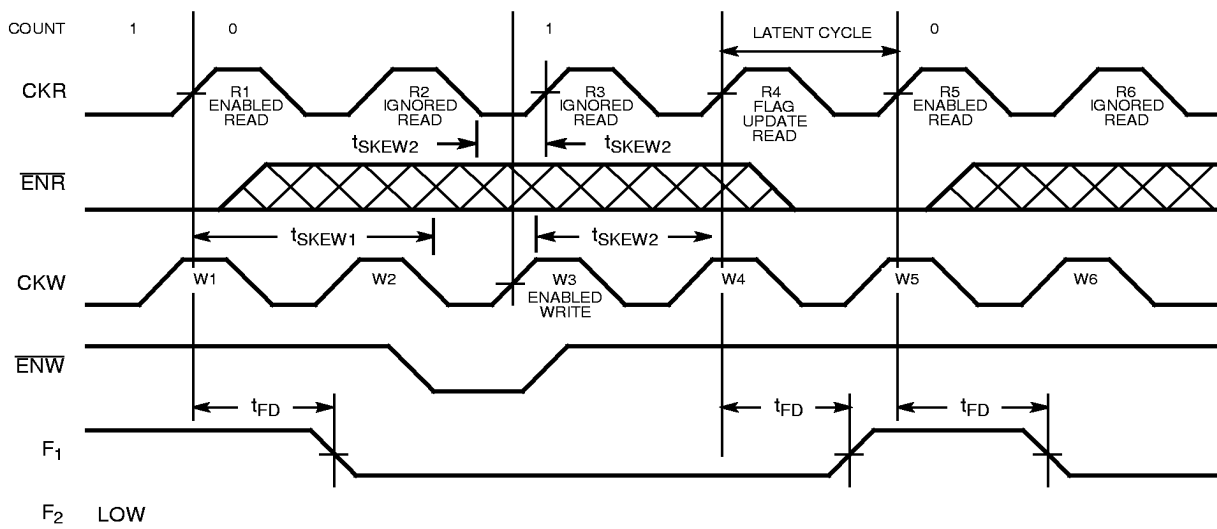 COUNT 1 0 1 LATENT CYCLE 0
CKR
R1 ENABLED READ
R2 IGNORED READ
R3 IGNORED READ
R4 FLAG UPDATE READ
R5 ENABLED READ
R6 IGNORED READ
tSKEW2 tSKEW2
ENR
tSKEW1 tSKEW2
CKW
W1 W2
W3 ENABLED WRITE
W4 W5 W6
ENW
tFD tFD tFD
F1
F2 LOW